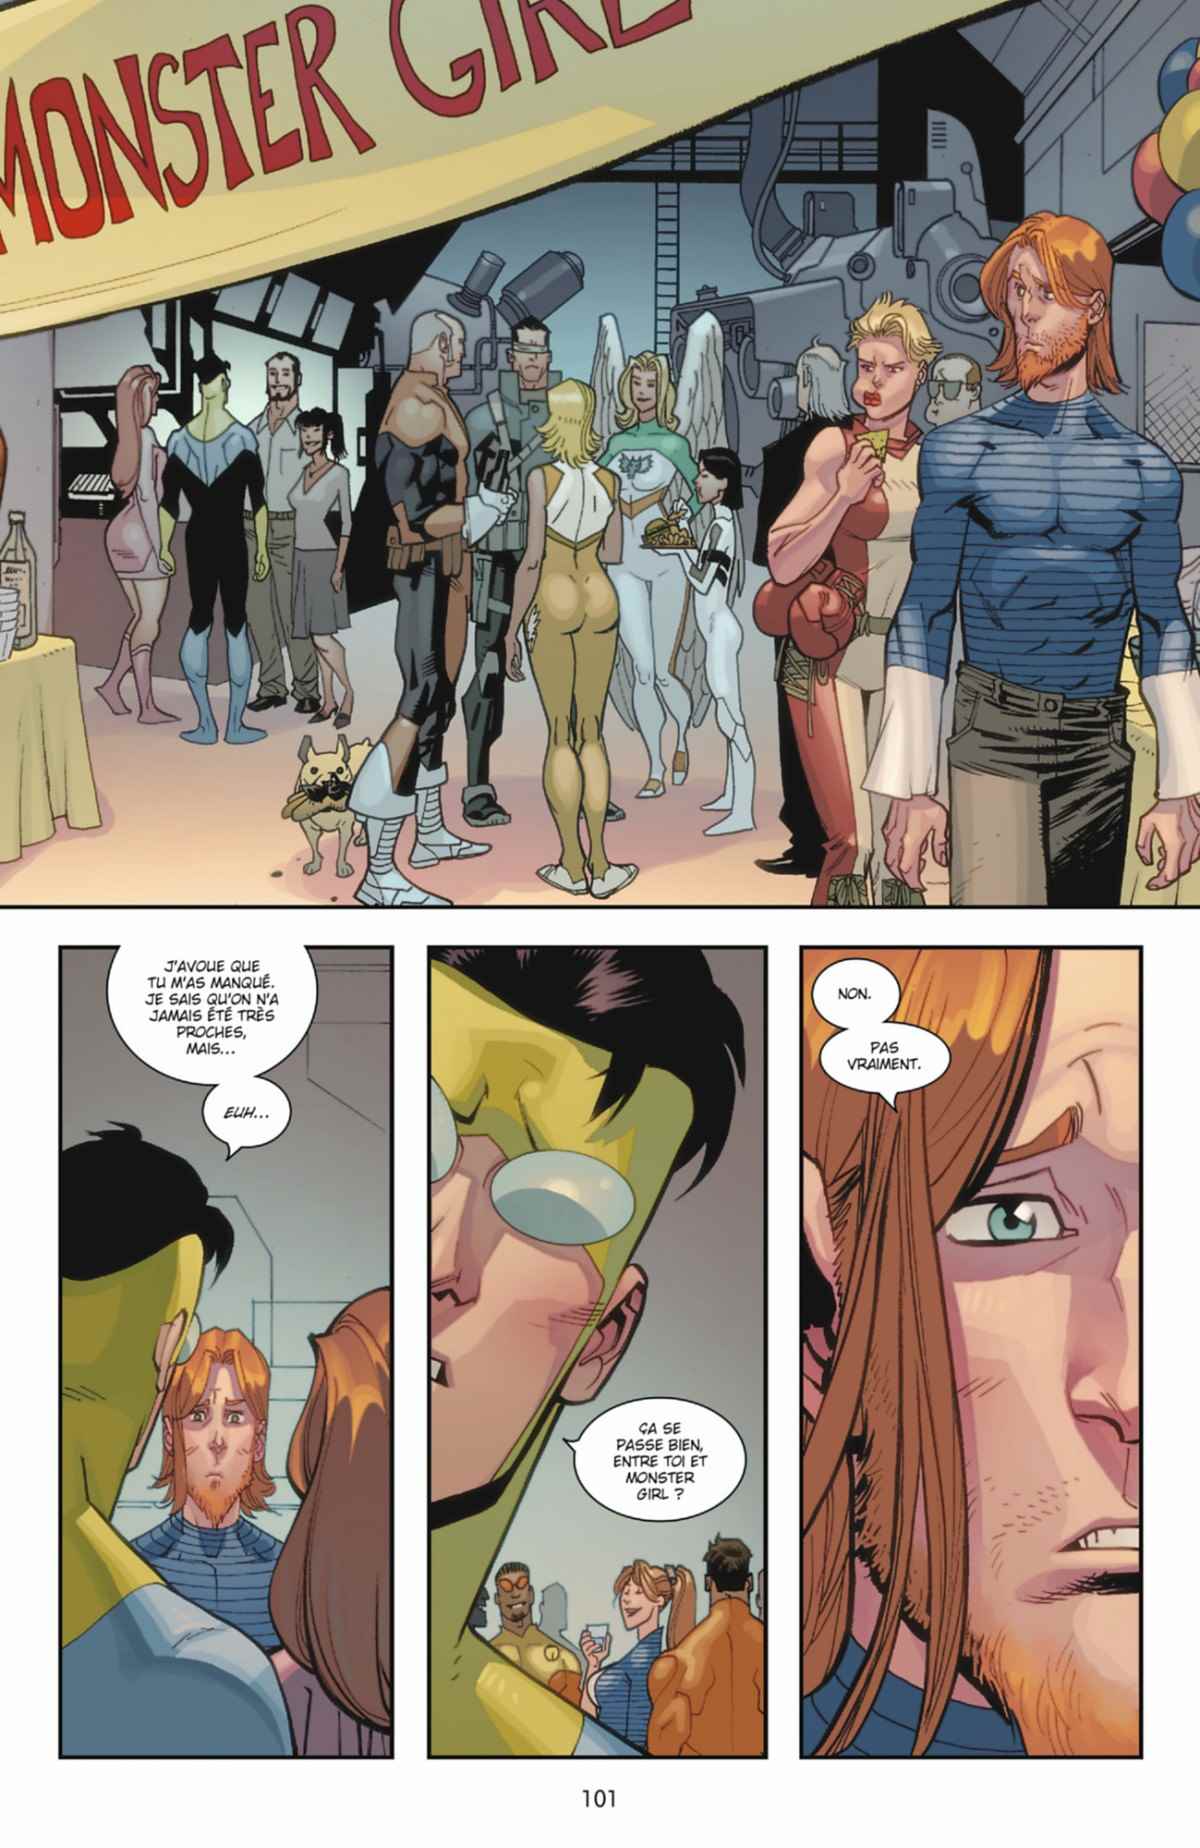 MONSTER GIRL
J'AVOUE QUE
TU M'AS MANQUÉ.
JE SAIS QU'ON N'A
JAMAIS ÉTÉ TRÈS
PROCHES,
MAIS...
EUH...
ÇA SE
PASSE BIEN,
ENTRE TOI ET
MONSTER
GIRL ?
NON.
PAS
VRAIMENT.
101